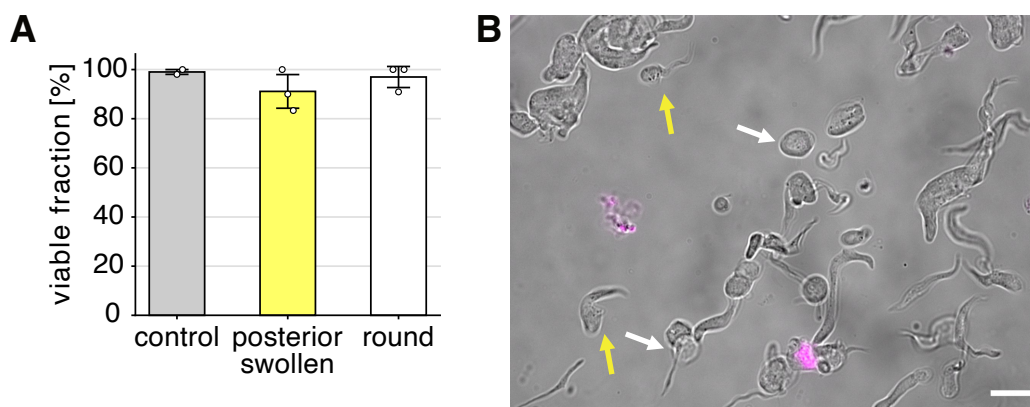 A
viable fraction [%]
100
80
60
40
20
0
control
posterior
swollen
round
B